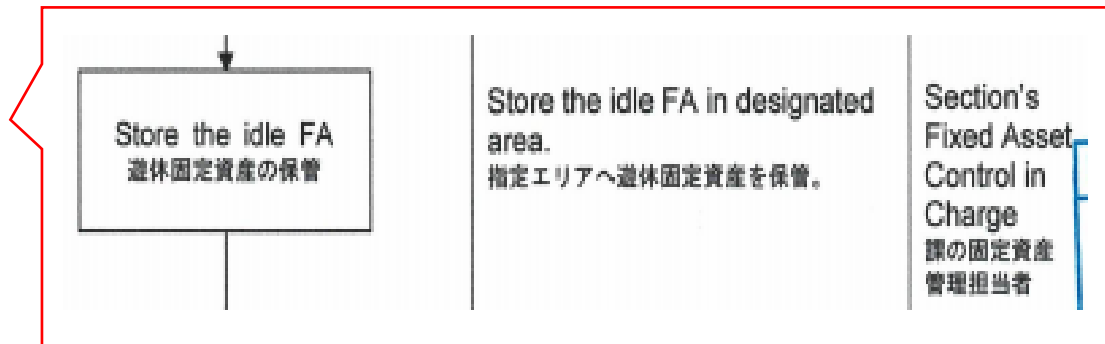 Store the idle FA
遊休固定資産の保管
Store the idle FA in designated
area.
指定エリアへ遊休固定資産を保管。
Section's
Fixed Asset
Control in
Charge
課の固定資産
管理担当者